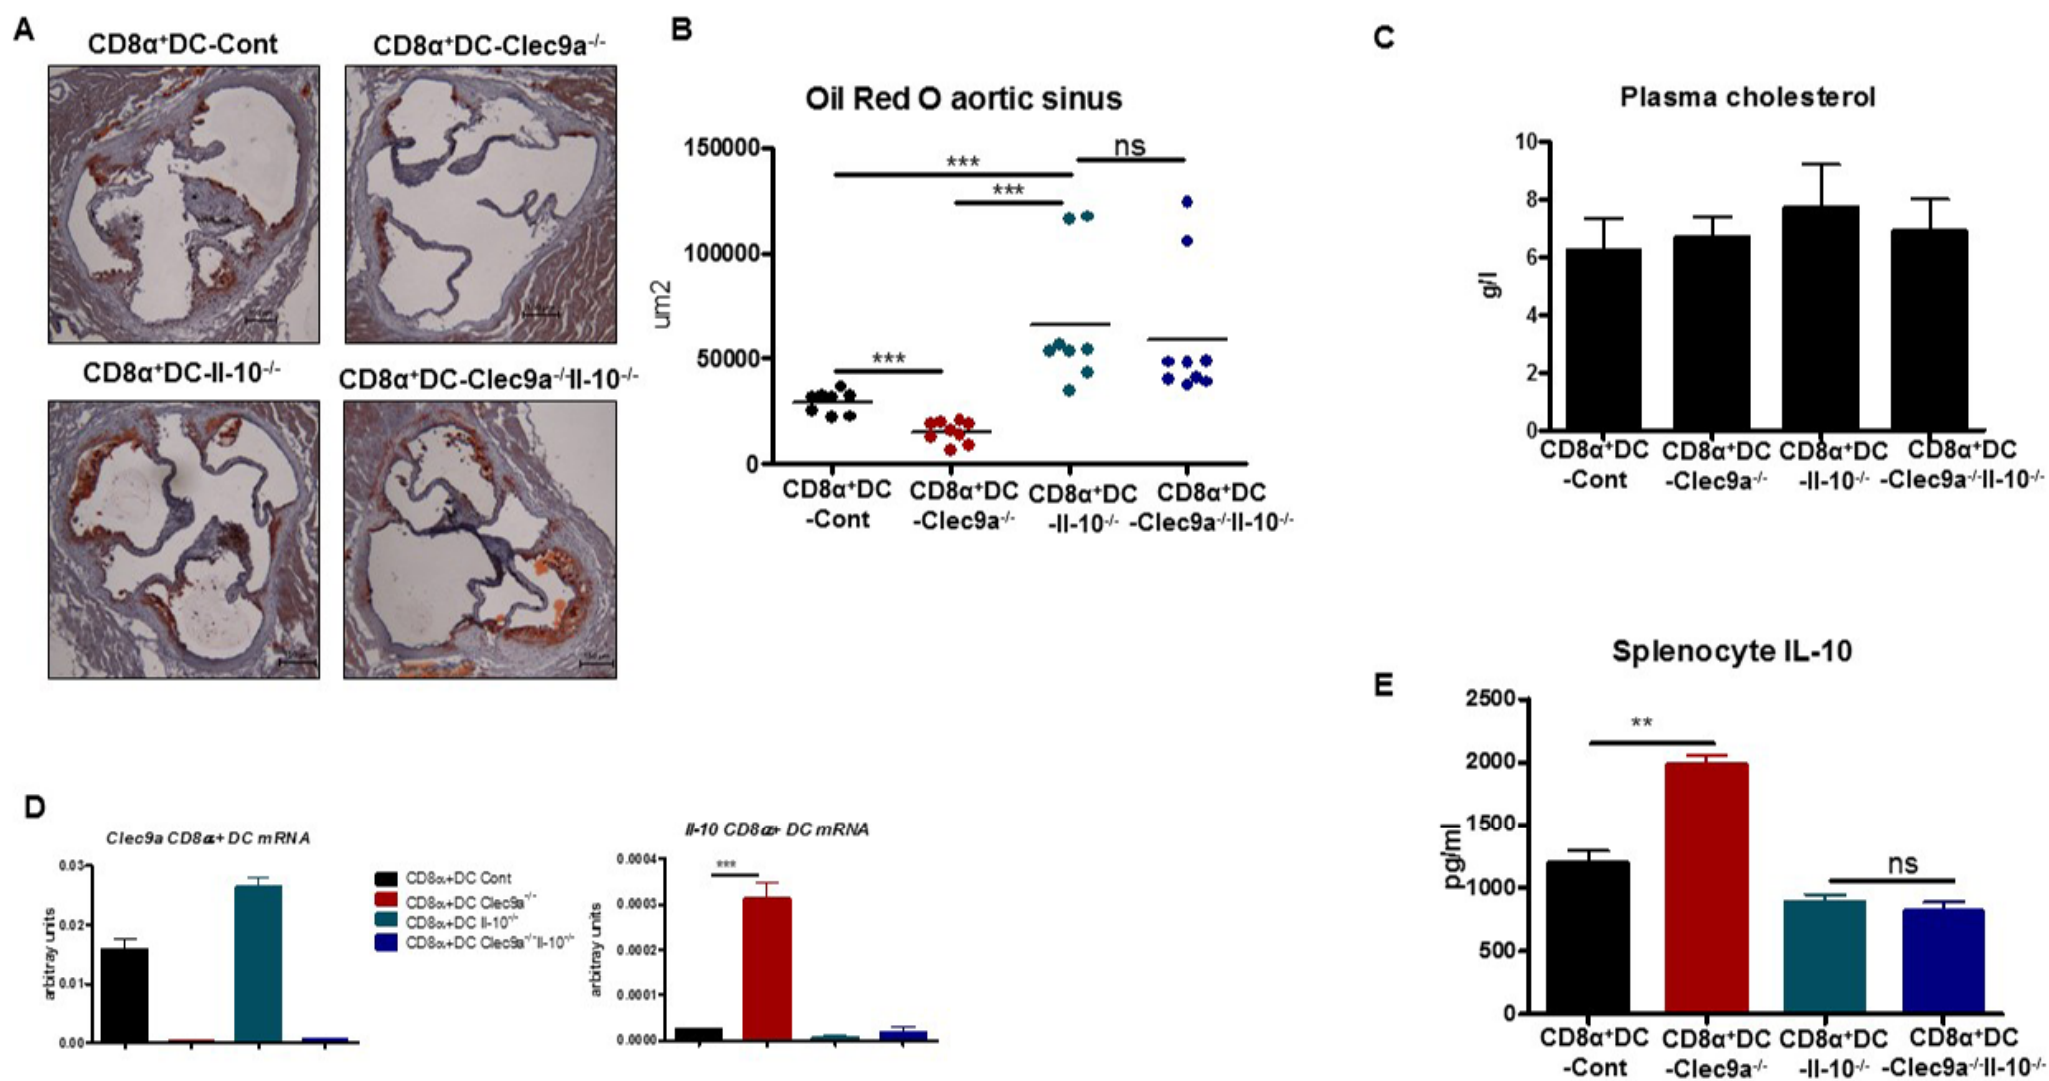 A
CD8α⁺DC-Cont
CD8α⁺DC-Clec9a⁻/⁻
CD8α⁺DC-Il-10⁻/⁻
CD8α⁺DC-Clec9a⁻/⁻Il-10⁻/⁻
B
Oil Red O aortic sinus
um2
150000
100000
50000
0
***
***
***
ns
CD8α⁺DC
-Cont
CD8α⁺DC
-Clec9a⁻/⁻
CD8α⁺DC
-Il-10⁻/⁻
CD8α⁺DC
-Clec9a⁻/⁻Il-10⁻/⁻
C
Plasma cholesterol
g/l
10
8
6
4
2
0
CD8α⁺DC
-Cont
CD8α⁺DC
-Clec9a⁻/⁻
CD8α⁺DC
-Il-10⁻/⁻
CD8α⁺DC
-Clec9a⁻/⁻Il-10⁻/⁻
D
Clec9a CD8α+ DC mRNA
arbitray units
0.03
0.02
0.01
0.00
CD8α+DC Cont
CD8α+DC Clec9a⁻/⁻
CD8α+DC Il-10⁻/⁻
CD8α+DC Clec9a⁻/⁻Il-10⁻/⁻
Il-10 CD8α+ DC mRNA
arbitray units
0.0004
0.0003
0.0002
0.0001
0.0000
***
E
Splenocyte IL-10
pg/ml
2500
2000
1500
1000
500
0
**
ns
CD8α⁺DC
-Cont
CD8α⁺DC
-Clec9a⁻/⁻
CD8α⁺DC
-Il-10⁻/⁻
CD8α⁺DC
-Clec9a⁻/⁻Il-10⁻/⁻